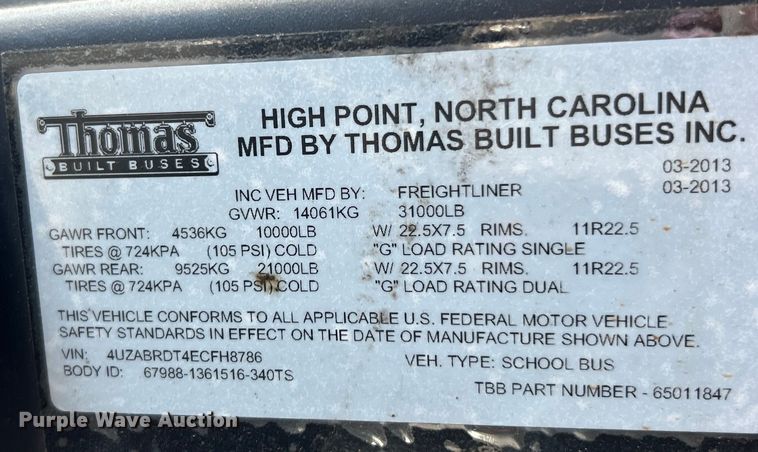 Thomas
BUILT BUSES
HIGH POINT, NORTH CAROLINA
MFD BY THOMAS BUILT BUSES INC.
03-2013
INC VEH MFD BY: FREIGHTLINER 03-2013
GVWR: 14061KG 31000LB
GAWR FRONT: 4536KG 10000LB W/ 22.5X7.5 RIMS. 11R22.5
TIRES @ 724KPA (105 PSI) COLD "G" LOAD RATING SINGLE
GAWR REAR: 9525KG 21000LB W/ 22.5X7.5 RIMS. 11R22.5
TIRES @ 724KPA (105 PSI) COLD "G" LOAD RATING DUAL
THIS VEHICLE CONFORMS TO ALL APPLICABLE U.S. FEDERAL MOTOR VEHICLE
SAFETY STANDARDS IN EFFECT ON THE DATE OF MANUFACTURE SHOWN ABOVE.
VIN: 4UZABRDT4ECFH8786 VEH. TYPE: SCHOOL BUS
BODY ID: 67988-1361516-340TS
TBB PART NUMBER - 65011847
Purple Wave Auction